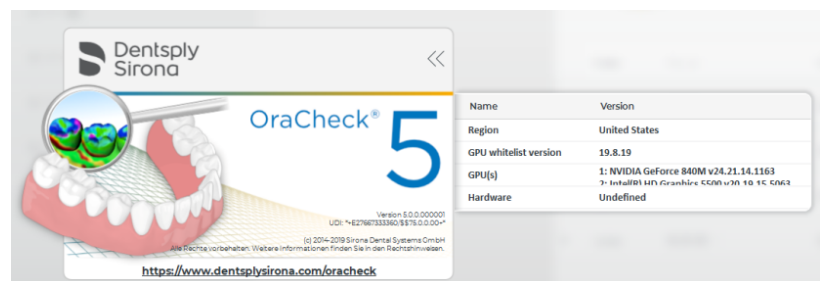 Dentsply
Sirona
OraCheck® 5
Version 5.0.0.000001
UDI: *+E27667333360/$$75.0.0.00+*
(c) 2014-2019 Sirona Dental Systems GmbH
Alle Rechte vorbehalten. Weitere Informationen finden Sie in den Rechtshinweisen.
https://www.dentsplysirona.com/oracheck
Name Version
Region United States
GPU whitelist version 19.8.19
GPU(s) 1: NVIDIA GeForce 840M v24.21.14.1163
2: Intel(R) HD Graphics 5500 v20.19.15.5063
Hardware Undefined